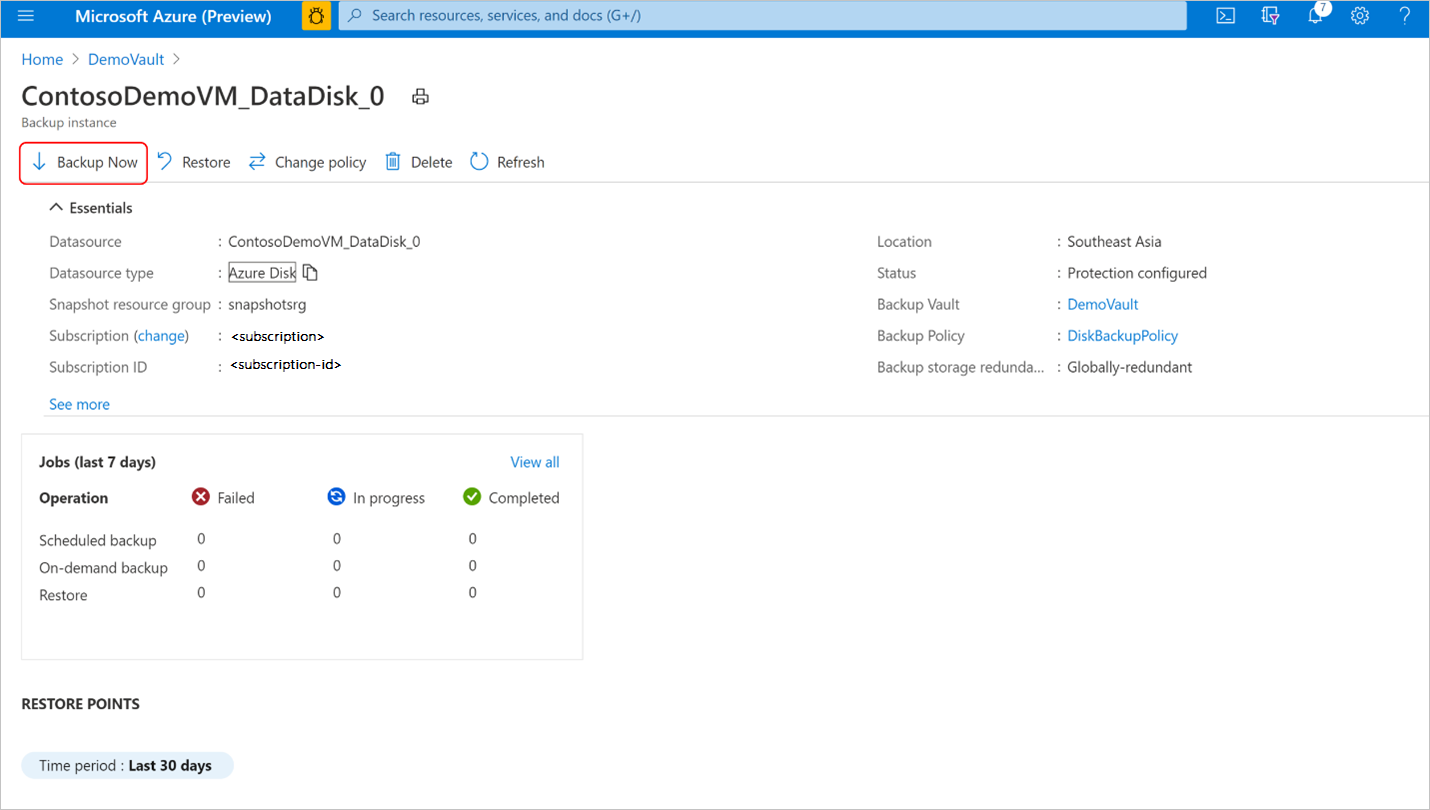 Microsoft Azure (Preview)
Search resources, services, and docs (G+/)
7
Home > DemoVault >
ContosoDemoVM_DataDisk_0
Backup instance
Backup Now Restore Change policy Delete Refresh
Essentials
Datasource : ContosoDemoVM_DataDisk_0 Location : Southeast Asia
Datasource type : Azure Disk Status : Protection configured
Snapshot resource group : snapshotsrg Backup Vault : DemoVault
Subscription (change) : <subscription> Backup Policy : DiskBackupPolicy
Subscription ID : <subscription-id> Backup storage redunda... : Globally-redundant
See more
Jobs (last 7 days) View all
Operation Failed In progress Completed
Scheduled backup 0 0 0
On-demand backup 0 0 0
Restore 0 0 0
RESTORE POINTS
Time period : Last 30 days